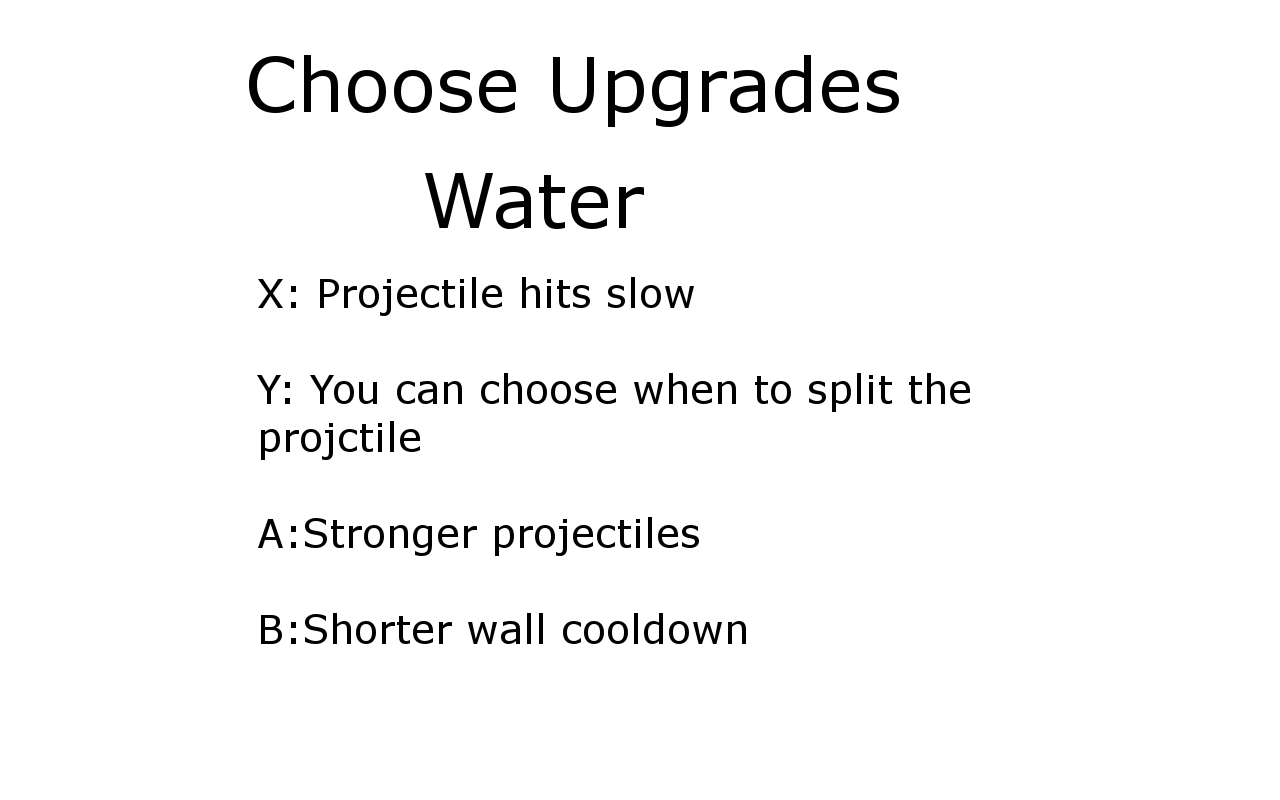 Choose Upgrades
Water
X: Projectile hits slow
Y: You can choose when to split the
projctile
A:Stronger projectiles
B:Shorter wall cooldown